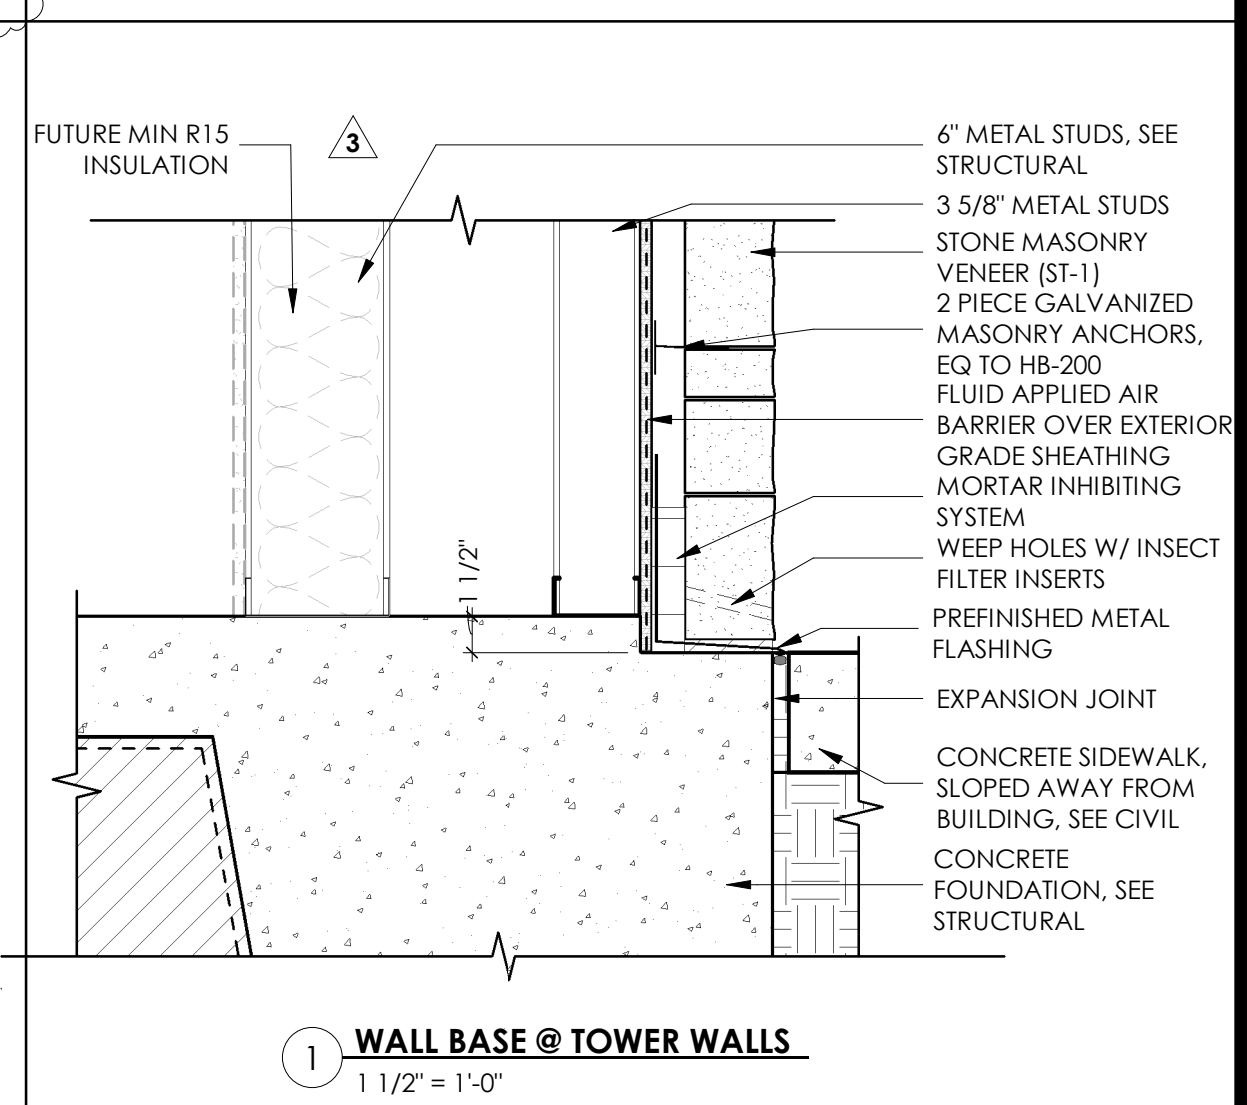 FUTURE MIN R15
INSULATION
3
6" METAL STUDS, SEE
STRUCTURAL
3 5/8" METAL STUDS
STONE MASONRY
VENEER (ST-1)
2 PIECE GALVANIZED
MASONRY ANCHORS,
EQ TO HB-200
FLUID APPLIED AIR
BARRIER OVER EXTERIOR
GRADE SHEATHING
MORTAR INHIBITING
SYSTEM
WEEP HOLES W/ INSECT
FILTER INSERTS
PREFINISHED METAL
FLASHING
EXPANSION JOINT
CONCRETE SIDEWALK,
SLOPED AWAY FROM
BUILDING, SEE CIVIL
CONCRETE
FOUNDATION, SEE
STRUCTURAL
1 1/2"
1
WALL BASE @ TOWER WALLS
1 1/2" = 1'-0"